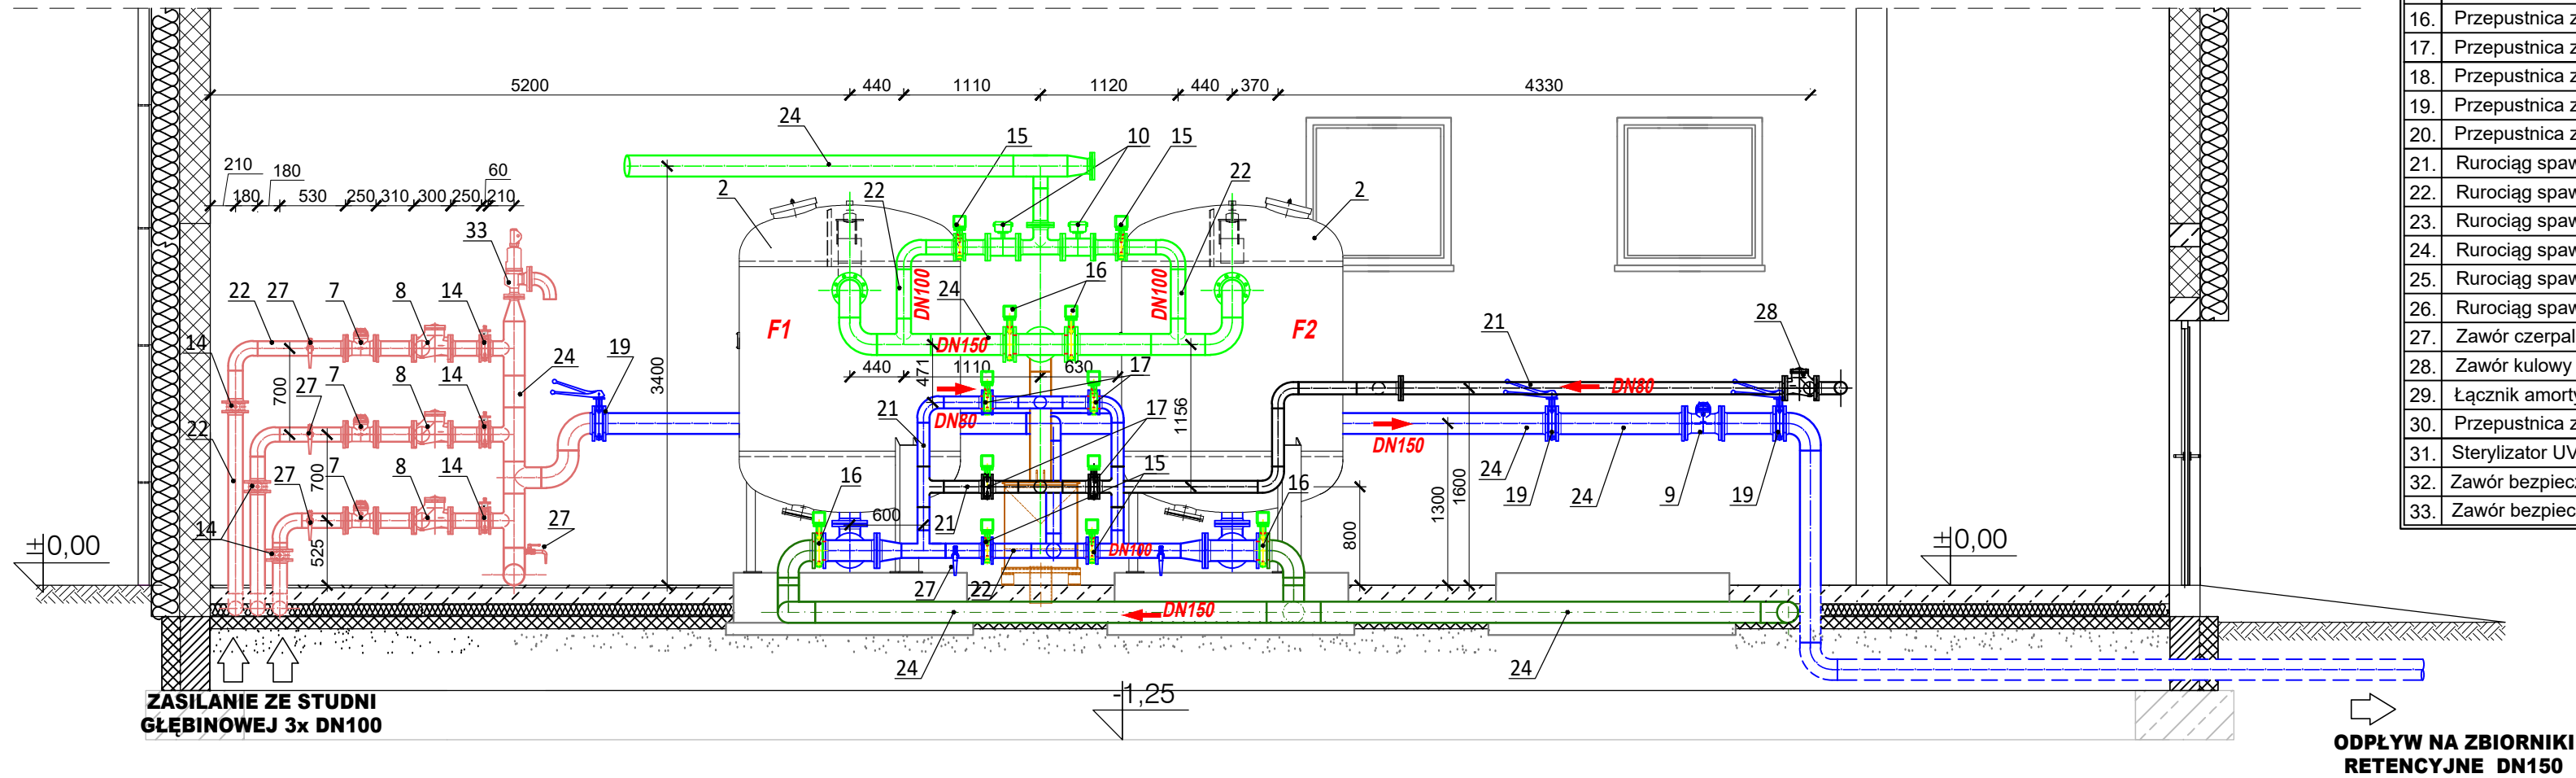 5200
440
1110
1120
440
370
4330
24
15
10
15
210
180
60
180
530
250
310
300
250
210
2
22
22
2
33
3400
DN100
24
16
DN100
22
27
7
8
14
F1
F2
21
28
14
24
19
DN150
471
440
1110
630
17
700
27
7
8
14
DN80
DN80
21
17
1156
DN150
22
15
16
16
24
19
24
9
19
700
27
7
8
14
600
21
1300
1600
800
14
525
27
DN100
±0,00
±0,00
27
22
DN150
24
24
-1,25
ZASILANIE ZE STUDNI
GŁĘBINOWEJ 3x DN100
ODPŁYW NA ZBIORNIKI
RETENCYJNE DN150
16. Przepustnica z
17. Przepustnica z
18. Przepustnica z
19. Przepustnica z
20. Przepustnica z
21. Rurociąg spaw
22. Rurociąg spaw
23. Rurociąg spaw
24. Rurociąg spaw
25. Rurociąg spaw
26. Rurociąg spaw
27. Zawór czerpal
28. Zawór kulowy
29. Łącznik amorty
30. Przepustnica z
31. Sterylizator UV
32. Zawór bezpiecz
33. Zawór bezpiec